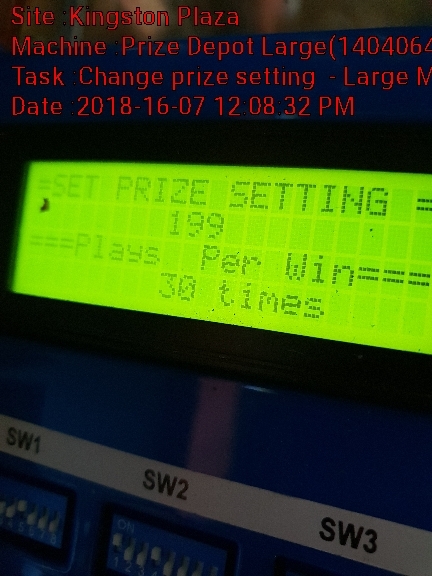 Site :Kingston Plaza
Machine :Prize Depot Large(1404064
Task :Change prize setting - Large M
Date :2018-16-07 12:08:32 PM
=SET PRIZE SETTING =
199
===Plays Per Win===
30 times
SW1
SW2
SW3
ON